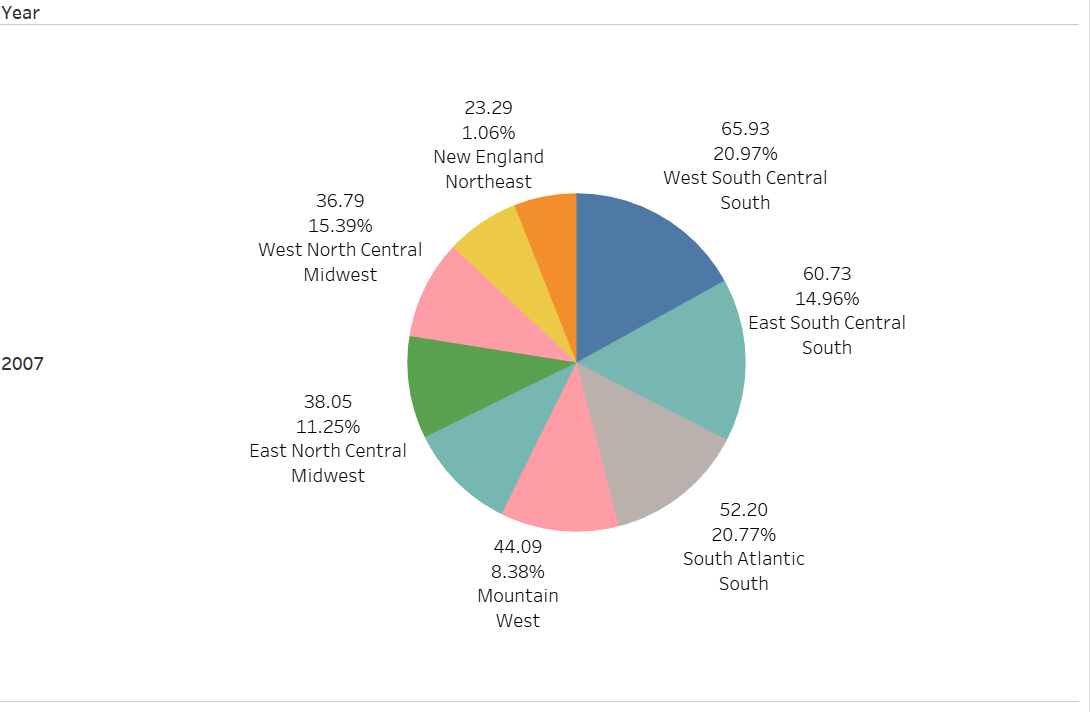 Year
23.29
1.06%
New England
Northeast
65.93
20.97%
West South Central
South
36.79
15.39%
West North Central
Midwest
60.73
14.96%
East South Central
South
2007
38.05
11.25%
East North Central
Midwest
52.20
20.77%
South Atlantic
South
44.09
8.38%
Mountain
West